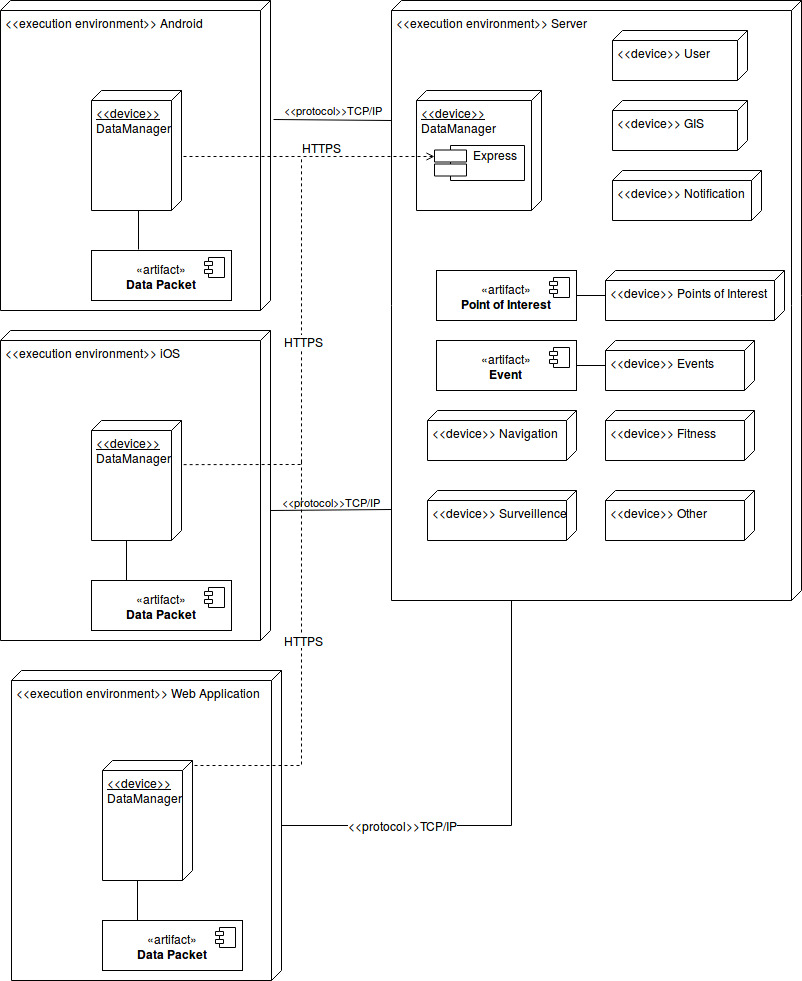 <<execution environment>> Android
<<device>>
DataManager
«artifact»
Data Packet
<<protocol>>TCP/IP
HTTPS
<<execution environment>> Server
<<device>> User
<<device>>
DataManager
Express
<<device>> GIS
<<device>> Notification
«artifact»
Point of Interest
<<device>> Points of Interest
«artifact»
Event
<<device>> Events
<<device>> Navigation
<<device>> Fitness
<<device>> Surveillence
<<device>> Other
HTTPS
<<execution environment>> iOS
<<device>>
DataManager
«artifact»
Data Packet
<<protocol>>TCP/IP
HTTPS
<<execution environment>> Web Application
<<device>>
DataManager
«artifact»
Data Packet
<<protocol>>TCP/IP